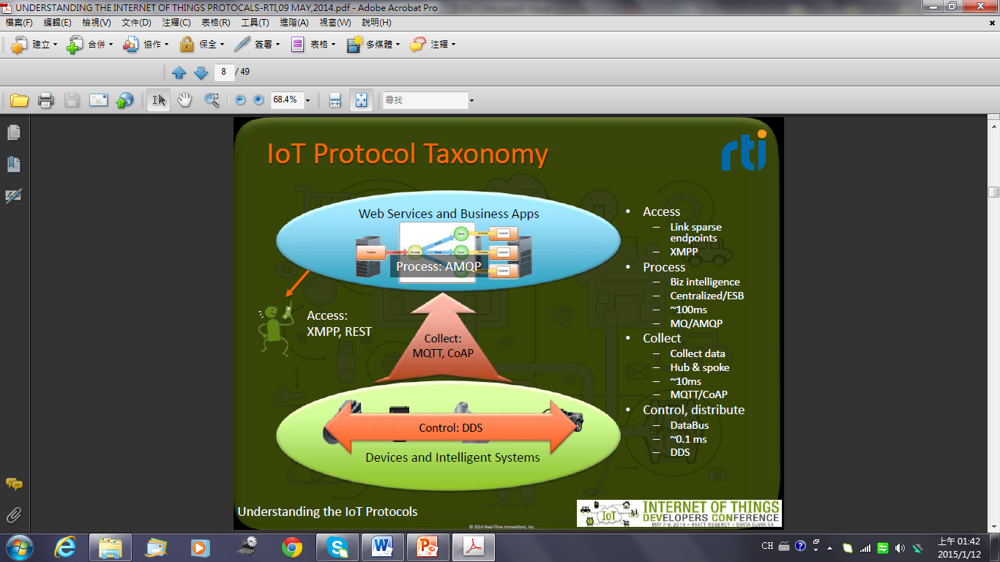 UNDERSTANDING THE INTERNET OF THINGS PROTOCALS-RTI,09 MAY,2014.pdf - Adobe Acrobat Pro
檔案(F) 編輯(E) 檢視(V) 文件(D) 注釋(C) 表格(R) 工具(T) 進階(A) 視窗(W) 說明(H)
建立 合併 協作 保全 簽署 表格 多媒體 注釋
8 / 49
68.4% 尋找
IoT Protocol Taxonomy
rti
Web Services and Business Apps
Process: AMQP
Access:
XMPP, REST
Collect:
MQTT, CoAP
Control: DDS
Devices and Intelligent Systems
• Access
– Link sparse
endpoints
– XMPP
• Process
– Biz intelligence
– Centralized/ESB
– ~100ms
– MQ/AMQP
• Collect
– Collect data
– Hub & spoke
– ~10ms
– MQTT/CoAP
• Control, distribute
– DataBus
– ~0.1 ms
– DDS
Understanding the IoT Protocols
© 2014 Real-Time Innovations, Inc.
IoT
INTERNET OF THINGS
DEVELOPERS CONFERENCE
MAY 7-9, 2014 • HYATT REGENCY • SANTA CLARA, CA
CH
上午 01:42
2015/1/12